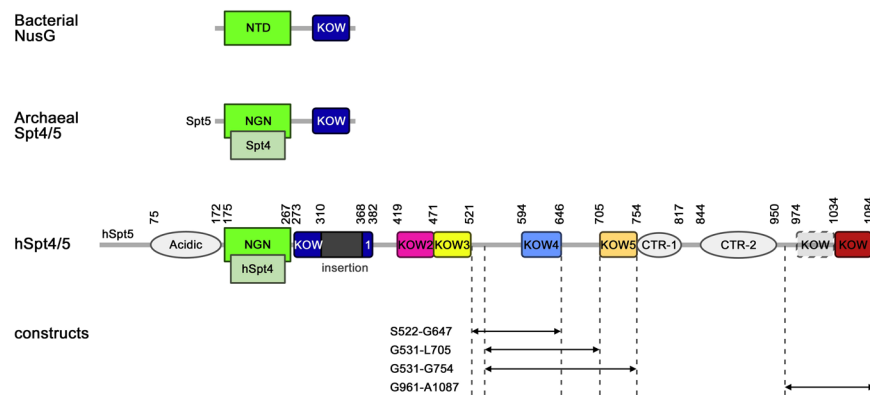 Bacterial
NusG
NTD
KOW
Archaeal
Spt4/5
Spt5
NGN
KOW
Spt4
75
172
175
267
273
310
368
382
419
471
521
594
646
705
754
817
844
950
974
1034
1084
hSpt4/5
hSpt5
Acidic
NGN
KOW
1
KOW2
KOW3
KOW4
KOW5
CTR-1
CTR-2
KOW
KOW
hSpt4
insertion
constructs
S522-G647
G531-L705
G531-G754
G961-A1087